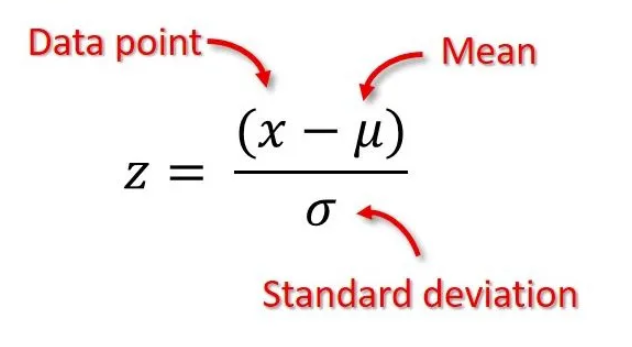 Data point
Mean
z = (x − μ) / σ
Standard deviation